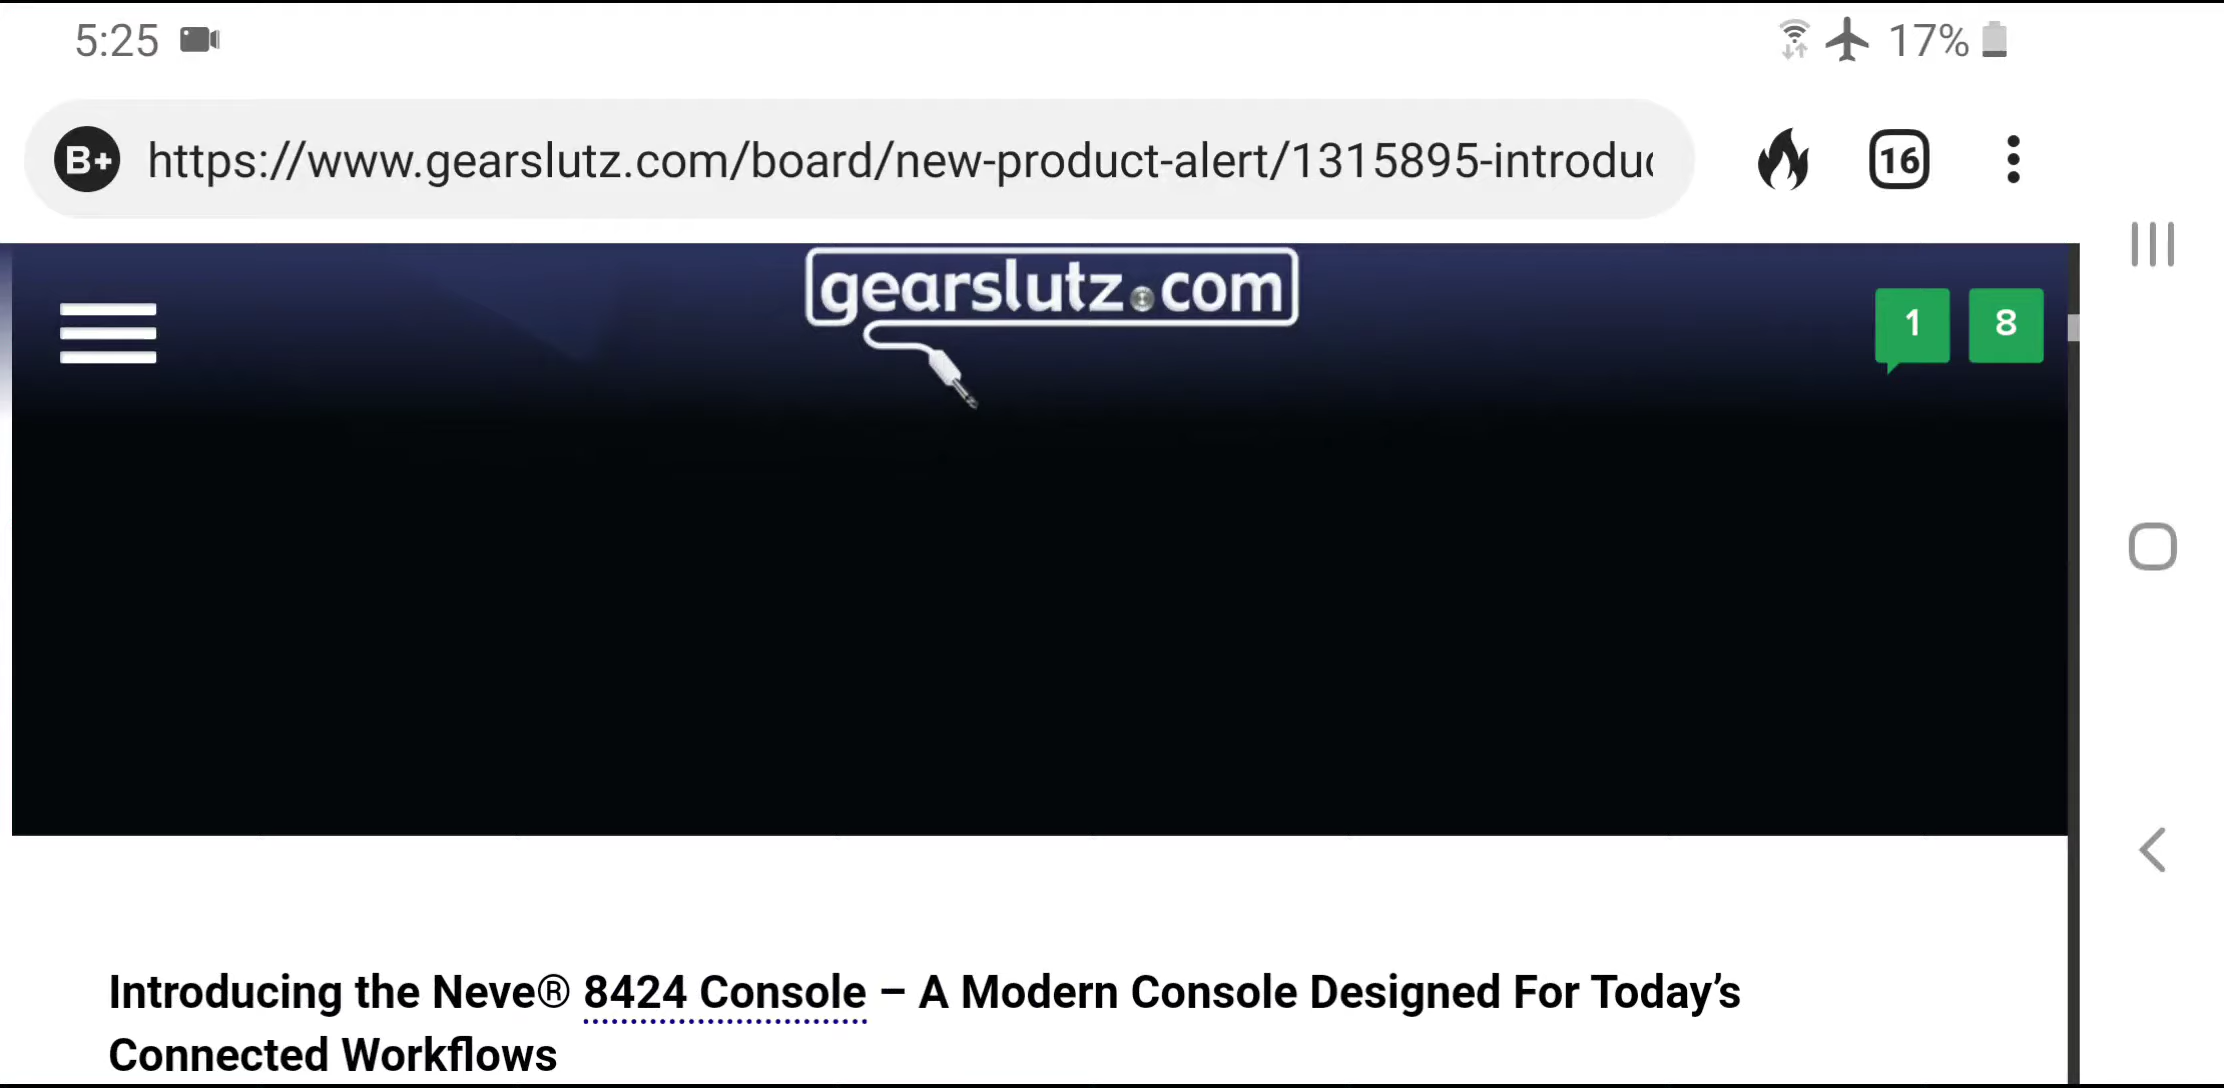 5:25
17%
B+ https://www.gearslutz.com/board/new-product-alert/1315895-introduc
16
gearslutz.com
1 8
Introducing the Neve® 8424 Console – A Modern Console Designed For Today’s
Connected Workflows